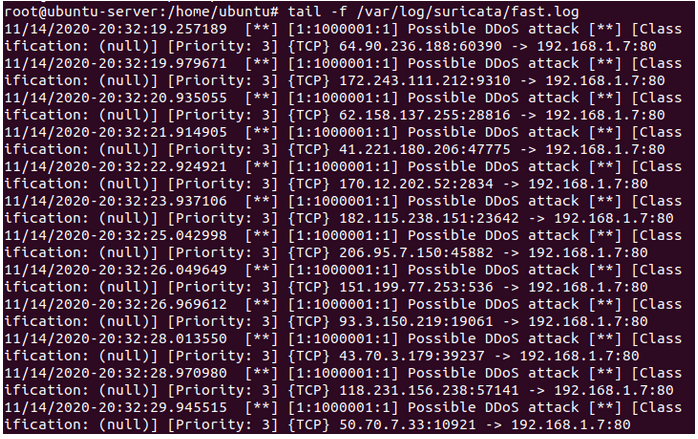 root@ubuntu-server:/home/ubuntu# tail -f /var/log/suricata/fast.log
11/14/2020-20:32:19.257189  [**] [1:1000001:1] Possible DDoS attack [**] [Class
ification: (null)] [Priority: 3] {TCP} 64.90.236.188:60390 -> 192.168.1.7:80
11/14/2020-20:32:19.979671  [**] [1:1000001:1] Possible DDoS attack [**] [Class
ification: (null)] [Priority: 3] {TCP} 172.243.111.212:9310 -> 192.168.1.7:80
11/14/2020-20:32:20.935055  [**] [1:1000001:1] Possible DDoS attack [**] [Class
ification: (null)] [Priority: 3] {TCP} 62.158.137.255:28816 -> 192.168.1.7:80
11/14/2020-20:32:21.914905  [**] [1:1000001:1] Possible DDoS attack [**] [Class
ification: (null)] [Priority: 3] {TCP} 41.221.180.206:47775 -> 192.168.1.7:80
11/14/2020-20:32:22.924921  [**] [1:1000001:1] Possible DDoS attack [**] [Class
ification: (null)] [Priority: 3] {TCP} 170.12.202.52:2834 -> 192.168.1.7:80
11/14/2020-20:32:23.937106  [**] [1:1000001:1] Possible DDoS attack [**] [Class
ification: (null)] [Priority: 3] {TCP} 182.115.238.151:23642 -> 192.168.1.7:80
11/14/2020-20:32:25.042998  [**] [1:1000001:1] Possible DDoS attack [**] [Class
ification: (null)] [Priority: 3] {TCP} 206.95.7.150:45882 -> 192.168.1.7:80
11/14/2020-20:32:26.049649  [**] [1:1000001:1] Possible DDoS attack [**] [Class
ification: (null)] [Priority: 3] {TCP} 151.199.77.253:536 -> 192.168.1.7:80
11/14/2020-20:32:26.969612  [**] [1:1000001:1] Possible DDoS attack [**] [Class
ification: (null)] [Priority: 3] {TCP} 93.3.150.219:19061 -> 192.168.1.7:80
11/14/2020-20:32:28.013550  [**] [1:1000001:1] Possible DDoS attack [**] [Class
ification: (null)] [Priority: 3] {TCP} 43.70.3.179:39237 -> 192.168.1.7:80
11/14/2020-20:32:28.970980  [**] [1:1000001:1] Possible DDoS attack [**] [Class
ification: (null)] [Priority: 3] {TCP} 118.231.156.238:57141 -> 192.168.1.7:80
11/14/2020-20:32:29.945515  [**] [1:1000001:1] Possible DDoS attack [**] [Class
ification: (null)] [Priority: 3] {TCP} 50.70.7.33:10921 -> 192.168.1.7:80